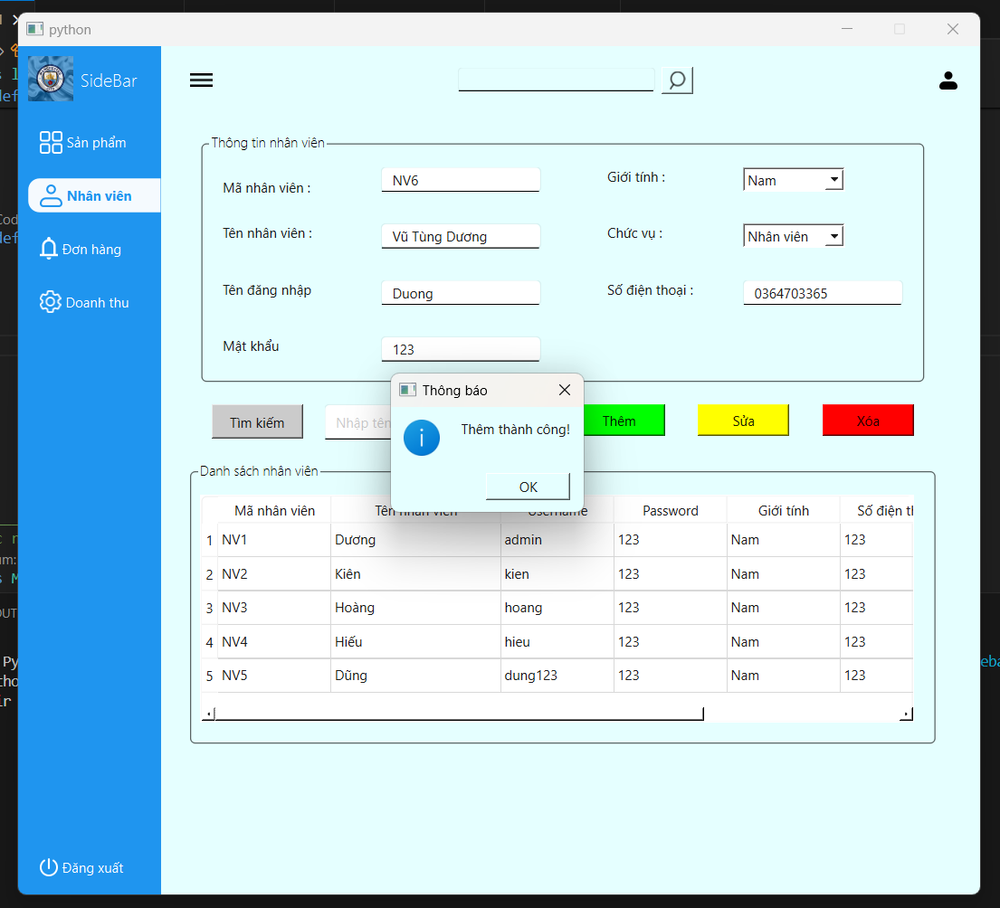 python
SideBar
Sản phẩm
Nhân viên
Đơn hàng
Doanh thu
Đăng xuất
Thông tin nhân viên
Mã nhân viên : NV6 Giới tính : Nam
Tên nhân viên : Vũ Tùng Dương Chức vụ : Nhân viên
Tên đăng nhập Duong Số điện thoại : 0364703365
Mật khẩu 123
Thông báo
Thêm thành công!
OK
Tìm kiếm Nhập tên Thêm Sửa Xóa
Danh sách nhân viên
Mã nhân viên Tên nhân viên Username Password Giới tính Số điện
1 NV1 Dương admin 123 Nam 123
2 NV2 Kiên kien 123 Nam 123
3 NV3 Hoàng hoang 123 Nam 123
4 NV4 Hiếu hieu 123 Nam 123
5 NV5 Dũng dung123 123 Nam 123